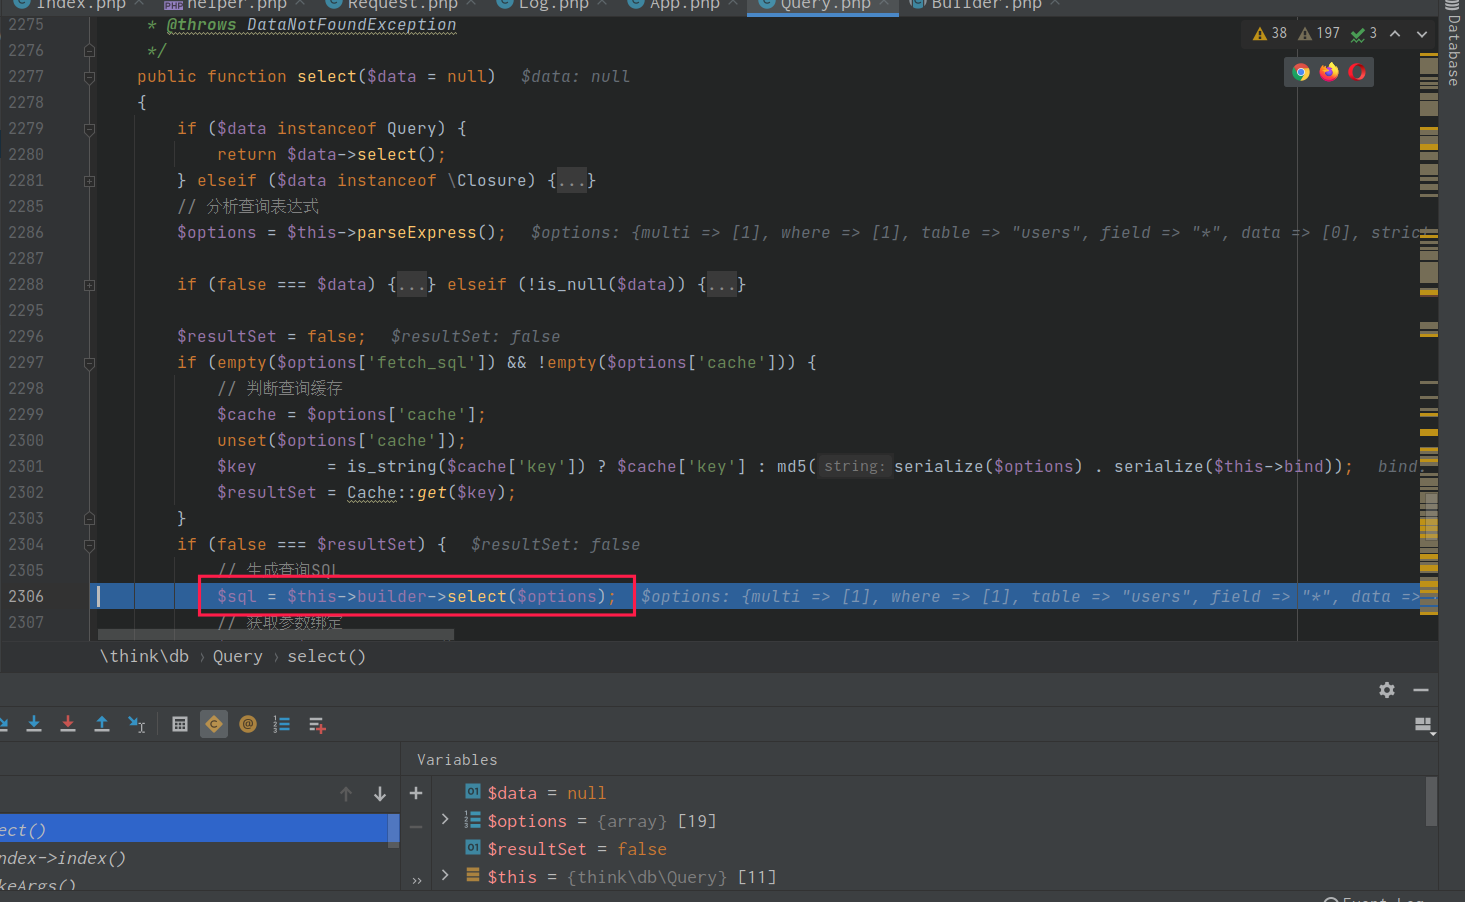 Index.php helper.php Request.php Log.php App.php Query.php Builder.php
Database
38 197 3
2275 * @throws DataNotFoundException
2276 */
2277 public function select($data = null) $data: null
2278 {
2279 if ($data instanceof Query) {
2280 return $data->select();
2281 } elseif ($data instanceof \Closure) {...}
2285 // 分析查询表达式
2286 $options = $this->parseExpress(); $options: {multi => [1], where => [1], table => "users", field => "*", data => [0], strict
2287
2288 if (false === $data) {...} elseif (!is_null($data)) {...}
2295
2296 $resultSet = false; $resultSet: false
2297 if (empty($options['fetch_sql']) && !empty($options['cache'])) {
2298 // 判断查询缓存
2299 $cache = $options['cache'];
2300 unset($options['cache']);
2301 $key = is_string($cache['key']) ? $cache['key'] : md5( string: serialize($options) . serialize($this->bind)); bind:
2302 $resultSet = Cache::get($key);
2303 }
2304 if (false === $resultSet) { $resultSet: false
2305 // 生成查询SQL
2306 $sql = $this->builder->select($options); $options: {multi => [1], where => [1], table => "users", field => "*", data =>
2307 // 获取参数绑定
\think\db › Query › select()
Variables
$data = null
$options = {array} [19]
$resultSet = false
$this = {think\db\Query} [11]
ect()
ndex->index()
keArgs()
Event Log